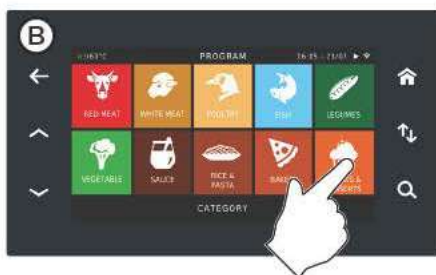 B
PROGRAM
RED MEAT
WHITE MEAT
POULTRY
FISH
LEGUMES
VEGETABLE
SAUCE
RICE &
PASTA
CATEGORY